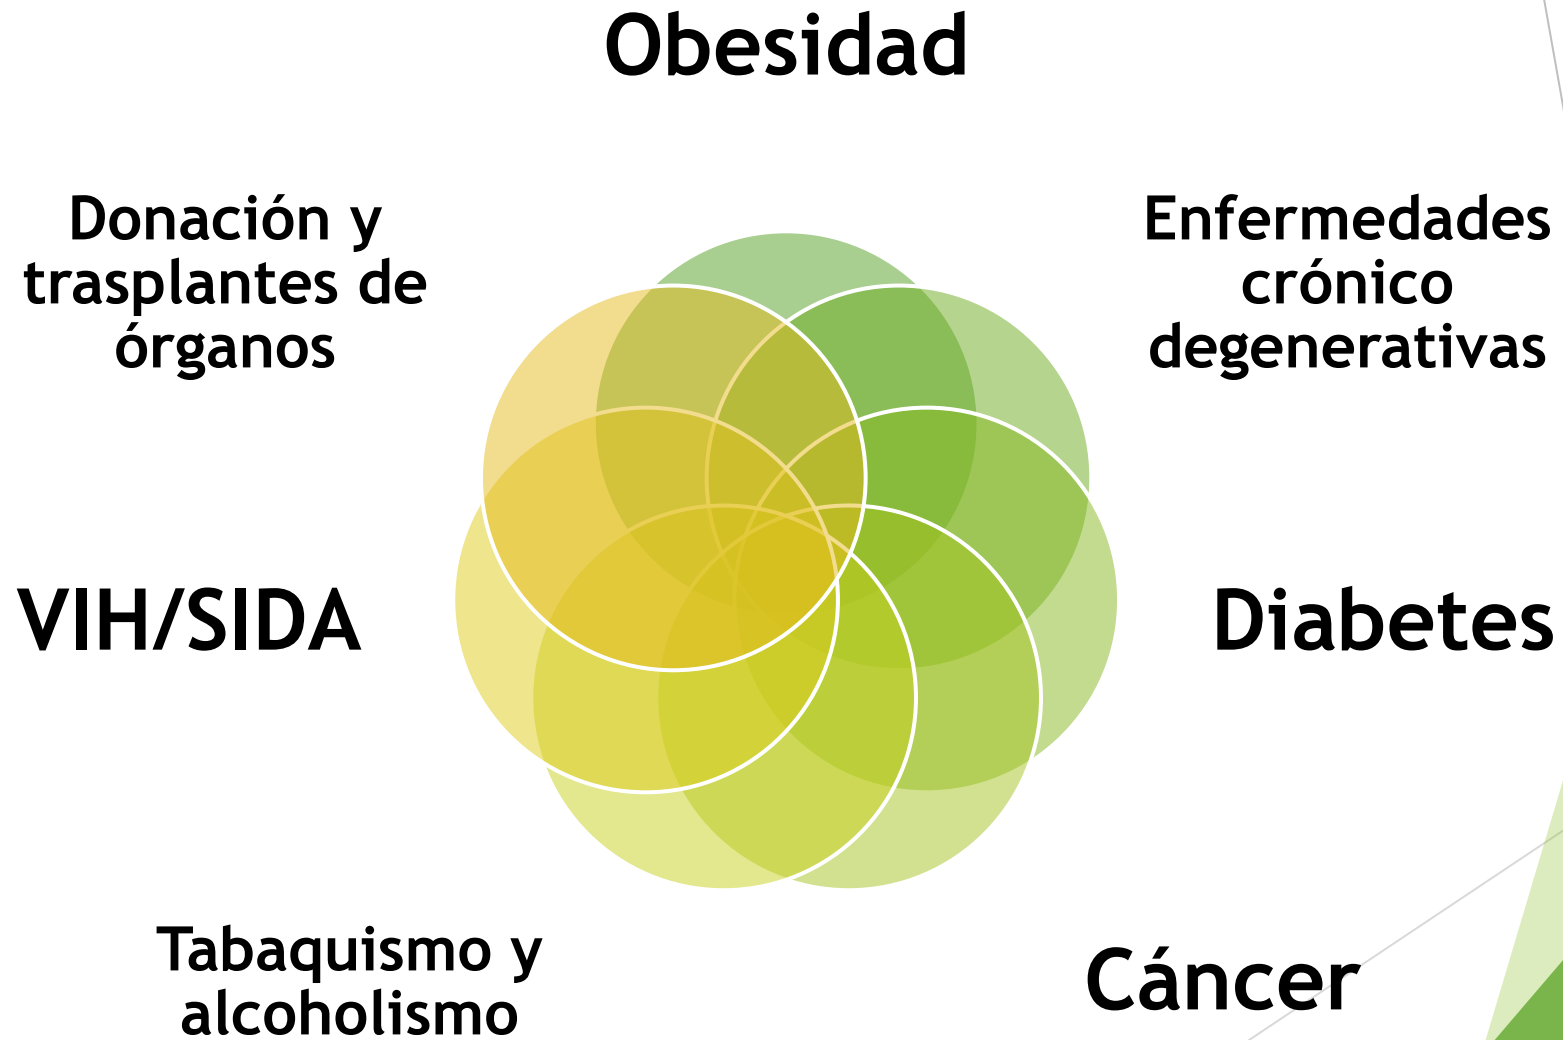 Obesidad
Donación y
trasplantes de
órganos
Enfermedades
crónico
degenerativas
VIH/SIDA
Diabetes
Tabaquismo y
alcoholismo
Cáncer